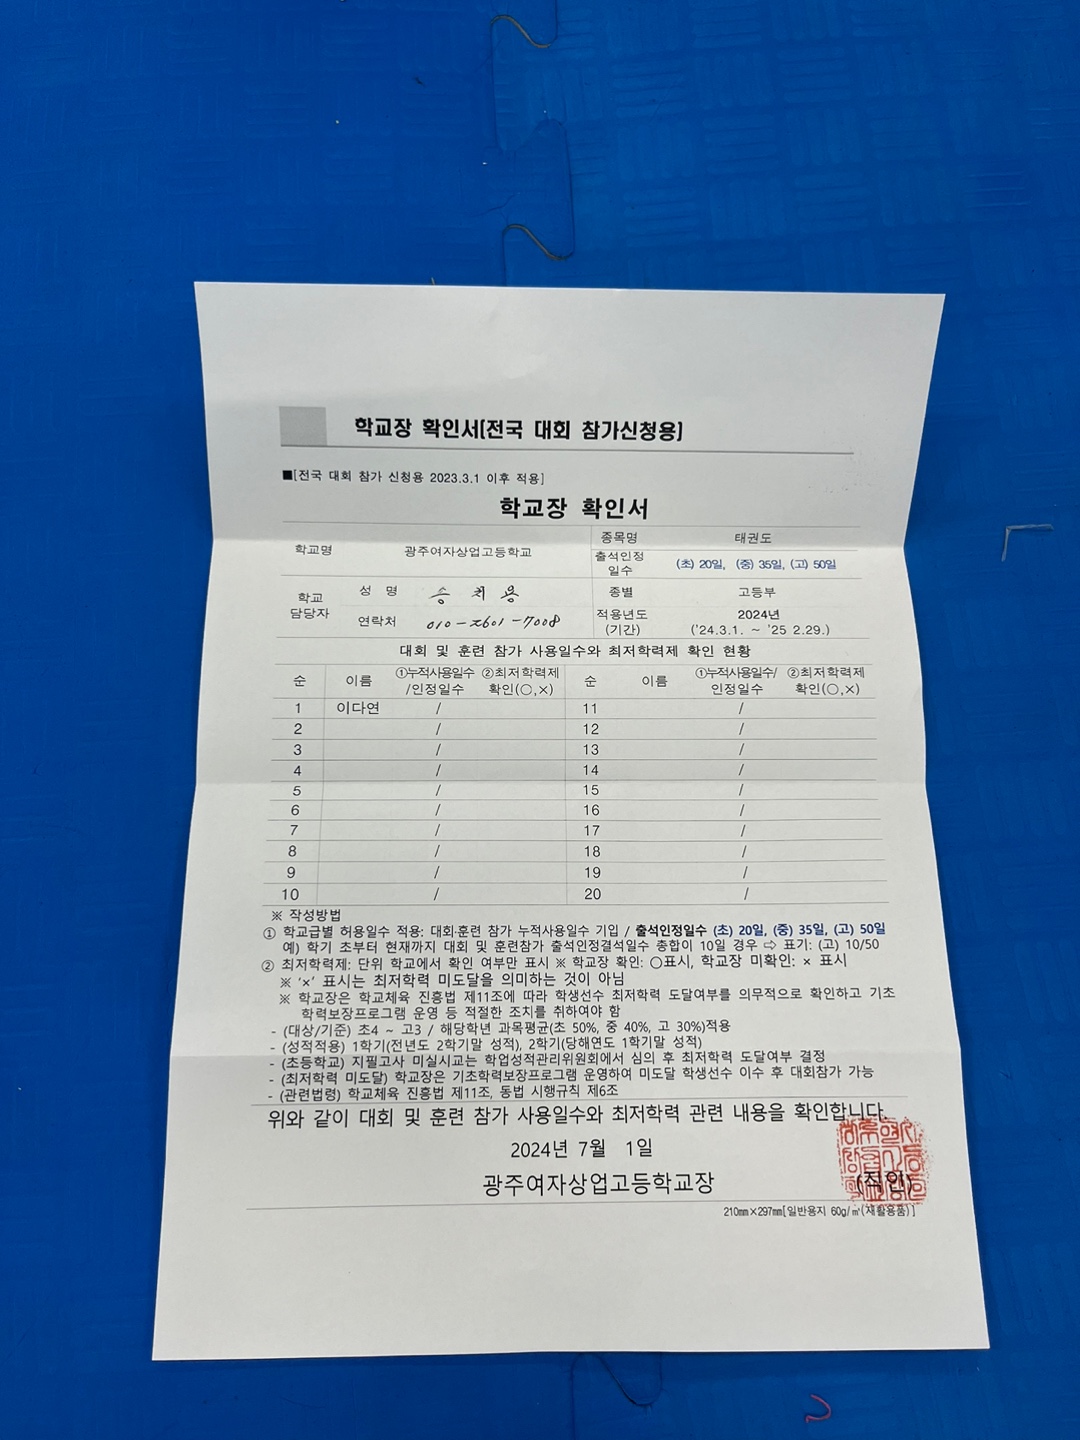 학교장 확인서[전국 대회 참가신청용]
■[전국 대회 참가 신청용 2023.3.1 이후 적용]
학교장 확인서
학교명 광주여자상업고등학교 종목명 태권도
출석인정 일수 (초) 20일, (중) 35일, (고) 50일
학교 담당자 성 명 송 치 용 종별 고등부
연락처 010-2601-7008 적용년도 (기간) 2024년 ('24.3.1. ~ '25 2.29.)
대회 및 훈련 참가 사용일수와 최저학력제 확인 현황
순 이름 ①누적사용일수/인정일수 ②최저학력제 확인(○,×) 순 이름 ①누적사용일수/인정일수 ②최저학력제 확인(○,×)
1 이다연 / 11 /
2 / 12 /
3 / 13 /
4 / 14 /
5 / 15 /
6 / 16 /
7 / 17 /
8 / 18 /
9 / 19 /
10 / 20 /
※ 작성방법
① 학교급별 허용일수 적용: 대회·훈련 참가 누적사용일수 기입 / 출석인정일수 (초) 20일, (중) 35일, (고) 50일
예) 학기 초부터 현재까지 대회 및 훈련참가 출석인정결석일수 총합이 10일 경우 ⇨ 표기: (고) 10/50
② 최저학력제: 단위 학교에서 확인 여부만 표시 ※ 학교장 확인: ○표시, 학교장 미확인: × 표시
※ '×' 표시는 최저학력 미도달을 의미하는 것이 아님
※ 학교장은 학교체육 진흥법 제11조에 따라 학생선수 최저학력 도달여부를 의무적으로 확인하고 기초
학력보장프로그램 운영 등 적절한 조치를 취하여야 함
- (대상/기준) 초4 ~ 고3 / 해당학년 과목평균(초 50%, 중 40%, 고 30%)적용
- (성적적용) 1학기(전년도 2학기말 성적), 2학기(당해연도 1학기말 성적)
- (초등학교) 지필고사 미실시교는 학업성적관리위원회에서 심의 후 최저학력 도달여부 결정
- (최저학력 미도달) 학교장은 기초학력보장프로그램 운영하여 미도달 학생선수 이수 후 대회참가 가능
- (관련법령) 학교체육 진흥법 제11조, 동법 시행규칙 제6조
위와 같이 대회 및 훈련 참가 사용일수와 최저학력 관련 내용을 확인합니다.
2024년 7월 1일
광주여자상업고등학교장 (직인)
210㎜×297㎜[일반용지 60g/㎡(재활용품)]